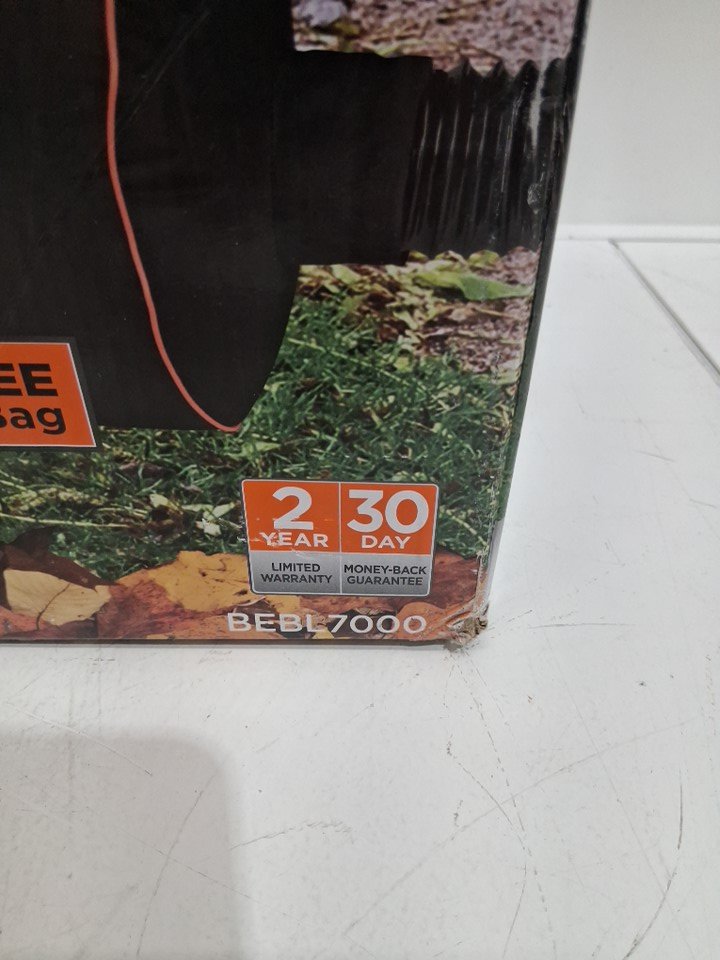 EE
Bag
2 YEAR
30 DAY
LIMITED WARRANTY
MONEY-BACK GUARANTEE
BEBL7000